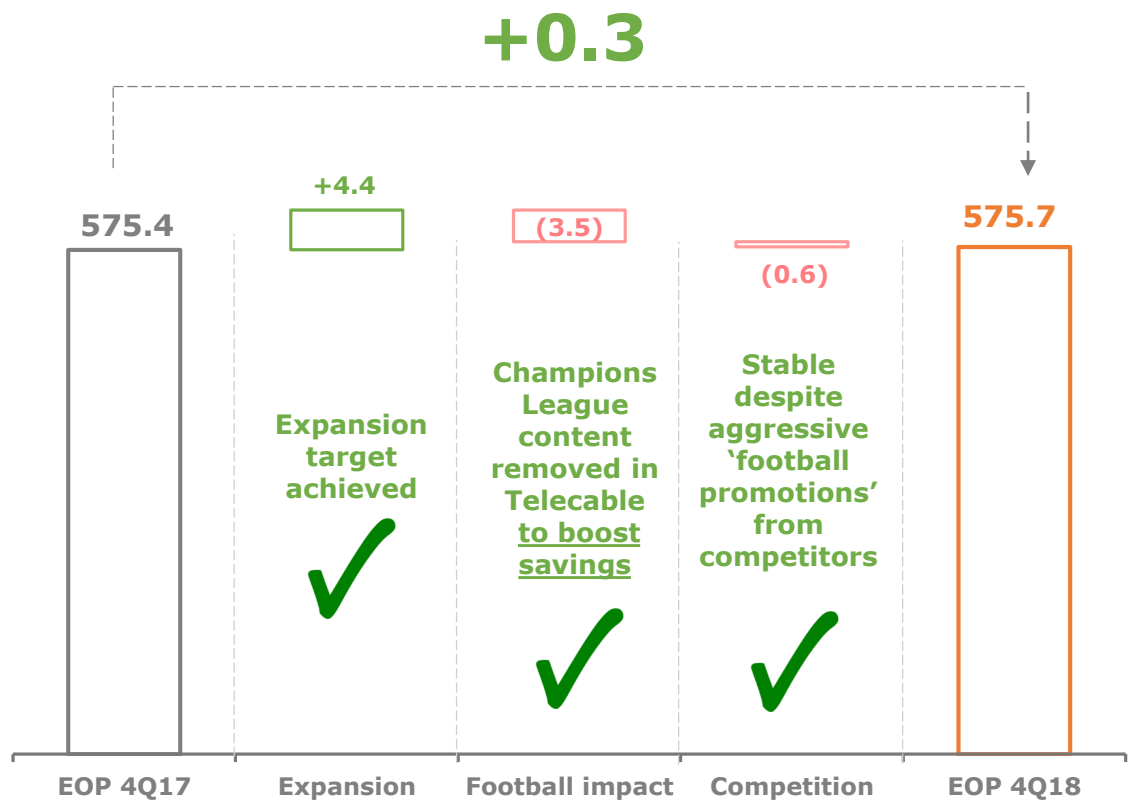 +0.3
575.4
+4.4
(3.5)
(0.6)
575.7
Expansion
target
achieved
Champions
League
content
removed in
Telecable
to boost
savings
Stable
despite
aggressive
‘football
promotions’
from
competitors
EOP 4Q17
Expansion
Football impact
Competition
EOP 4Q18